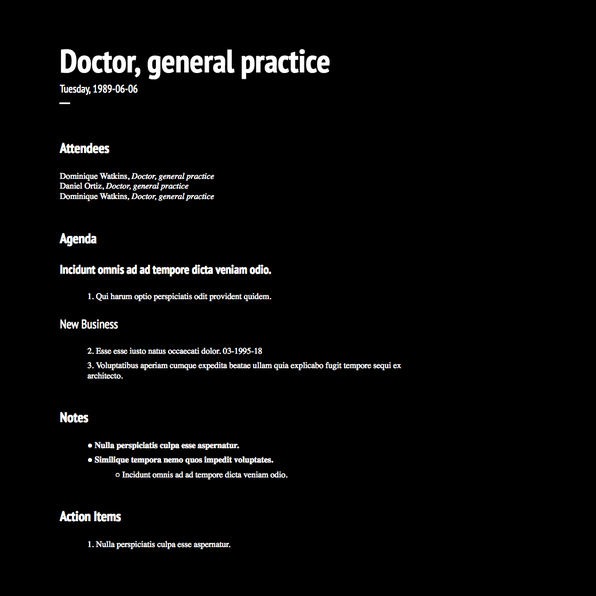 Doctor, general practice
Tuesday, 1989-06-06
Attendees
Dominique Watkins, Doctor, general practice
Daniel Ortiz, Doctor, general practice
Dominique Watkins, Doctor, general practice
Agenda
Incidunt omnis ad ad tempore dicta veniam odio.
1. Qui harum optio perspiciatis odit provident quidem.
New Business
2. Esse esse iusto natus occaecati dolor. 03-1995-18
3. Voluptatibus aperiam cumque expedita beatae ullam quia explicabo fugit tempore sequi ex
architecto.
Notes
● Nulla perspiciatis culpa esse aspernatur.
● Similique tempora nemo quos impedit voluptates.
○ Incidunt omnis ad ad tempore dicta veniam odio.
Action Items
1. Nulla perspiciatis culpa esse aspernatur.